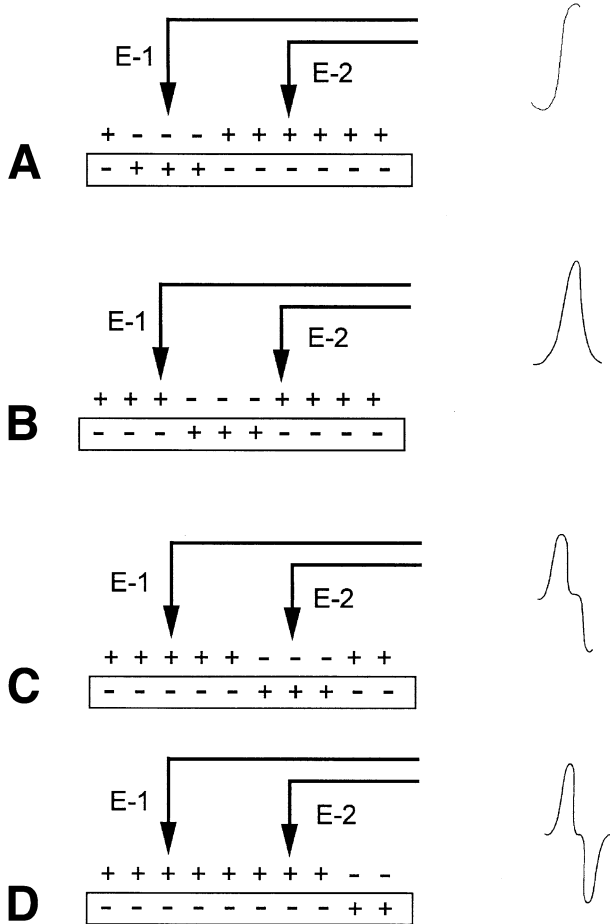 E-1
E-2
+ - - - + + + + + +
A
- + + + - - - - - -
E-1
E-2
+ + + - - - + + + +
B
- - - + + + - - - -
E-1
E-2
+ + + + + - - - + +
C
- - - - - + + + - -
E-1
E-2
+ + + + + + + + - -
D
- - - - - - - - + +